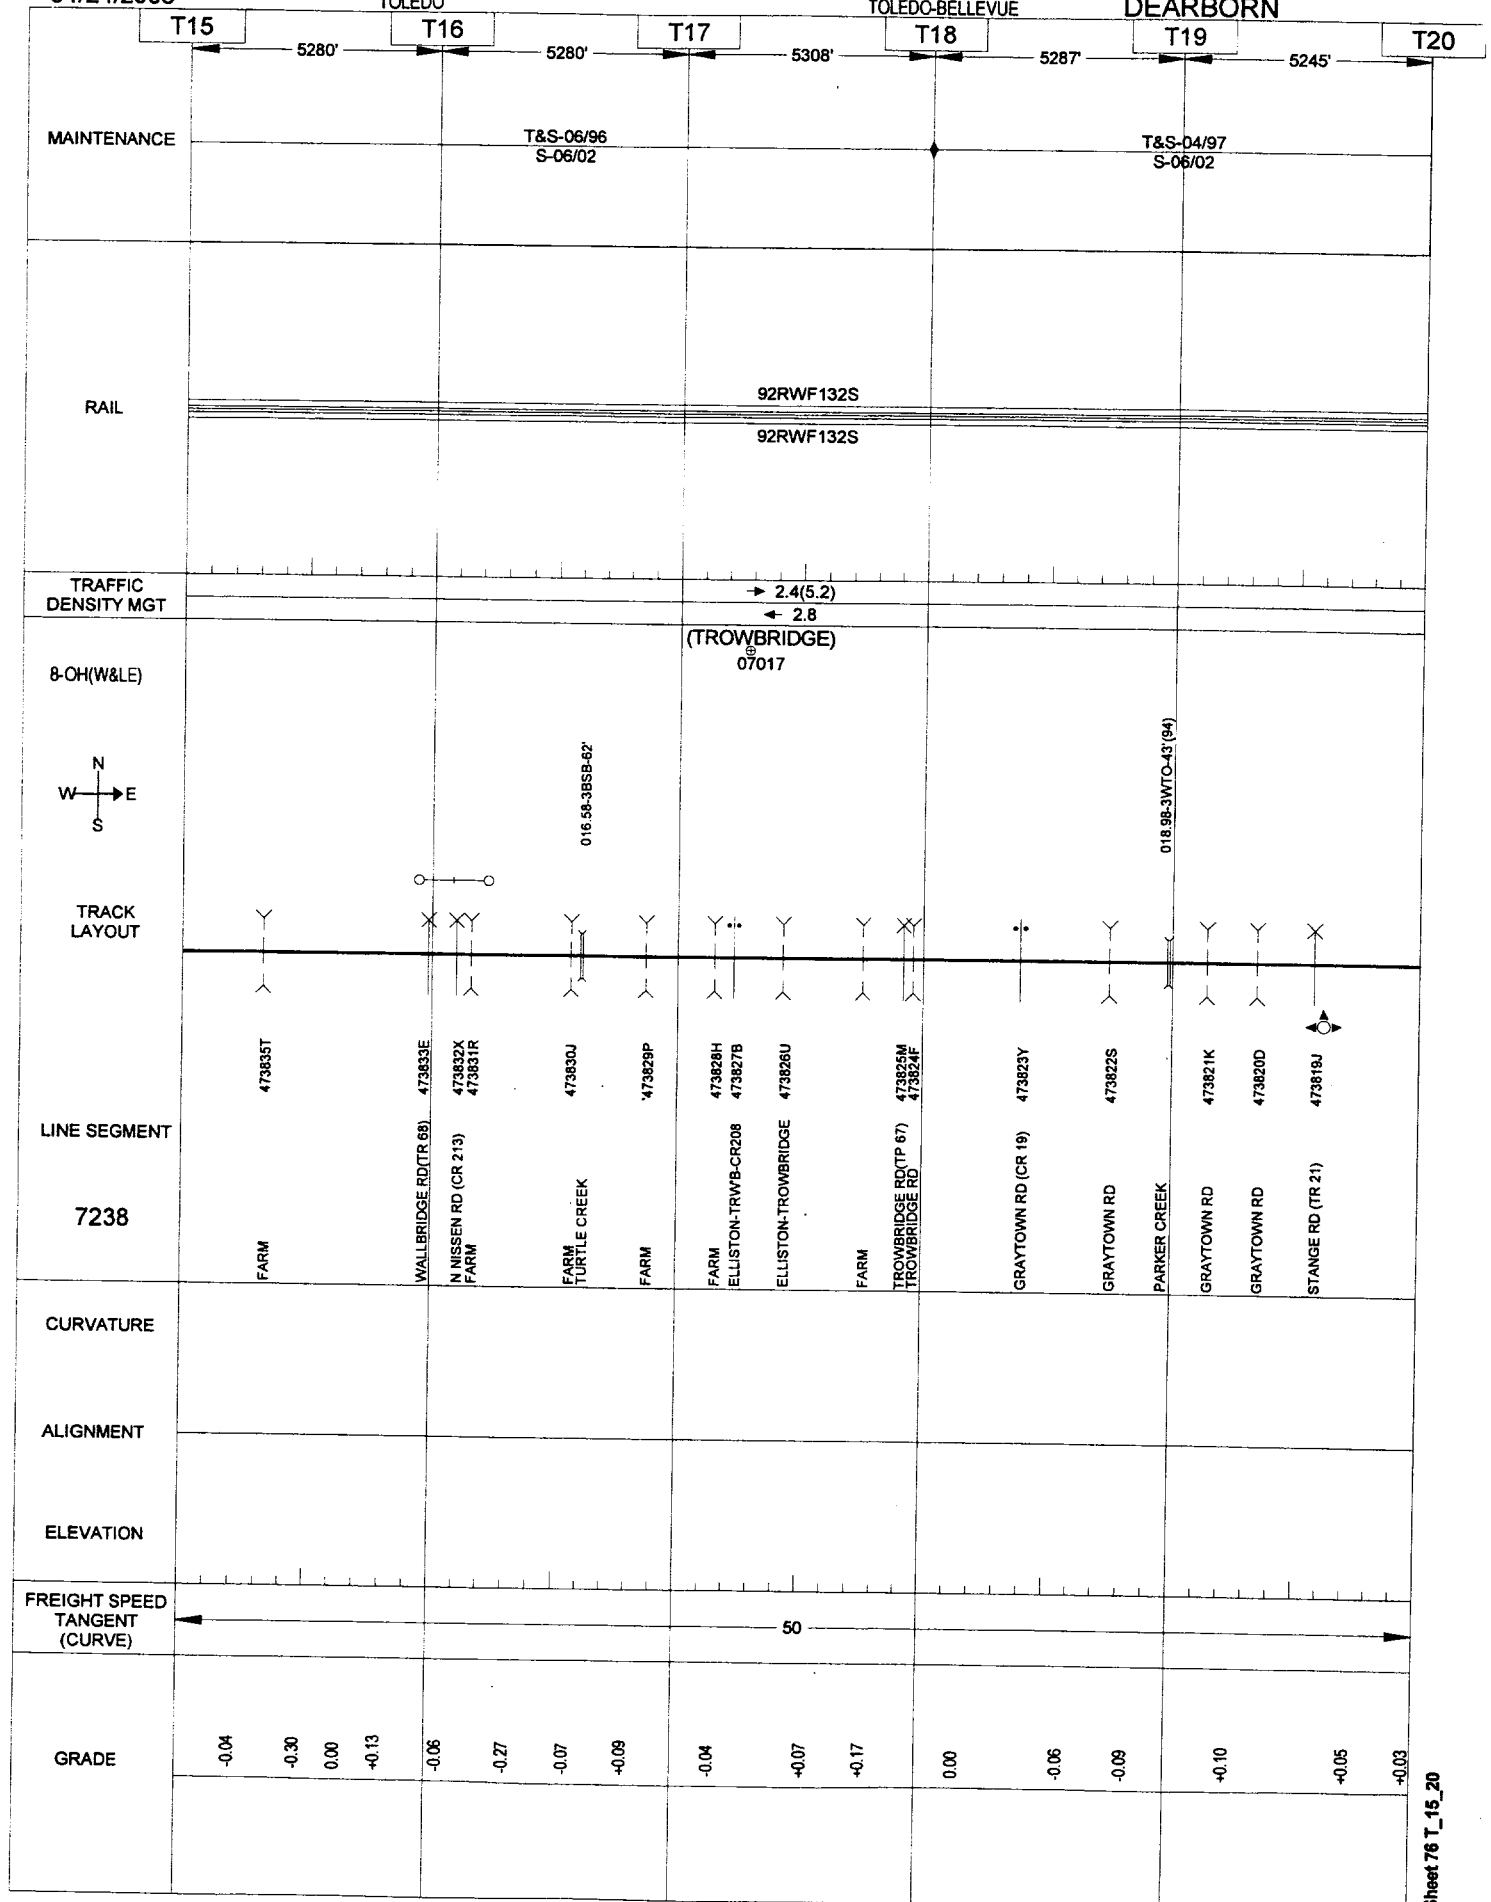 TOLEDO
TOLEDO-BELLEVUE
DEARBORN
T15
T16
T17
T18
T19
T20
5280'
5280'
5308'
5287'
5245'
MAINTENANCE
T&S-06/96
S-06/02
T&S-04/97
S-06/02
RAIL
92RWF132S
92RWF132S
TRAFFIC
DENSITY MGT
2.4(5.2)
2.8
(TROWBRIDGE)
07017
8-OH(W&LE)
N
W E
S
016.58-3BSB-62'
018.98-3WTO-43'(94)
TRACK
LAYOUT
473835T
473833E
473832X
473831R
473830J
473829P
473828H
473827B
473826U
473825M
473824F
473823Y
473822S
473821K
473820D
473819J
LINE SEGMENT
7238
FARM
WALLBRIDGE RD(TR 68)
N NISSEN RD (CR 213)
FARM
FARM
TURTLE CREEK
FARM
FARM
ELLISTON-TRW'B-CR208
ELLISTON-TROWBRIDGE
FARM
TROWBRIDGE RD(TP 67)
TROWBRIDGE RD
GRAYTOWN RD (CR 19)
GRAYTOWN RD
PARKER CREEK
GRAYTOWN RD
GRAYTOWN RD
STANGE RD (TR 21)
CURVATURE
ALIGNMENT
ELEVATION
FREIGHT SPEED
TANGENT
(CURVE)
50
GRADE
-0.04
-0.30
0.00
+0.13
-0.06
-0.27
-0.07
+0.09
-0.04
+0.07
+0.17
0.00
-0.06
-0.09
+0.10
+0.05
+0.03
Sheet 76 T_15_20